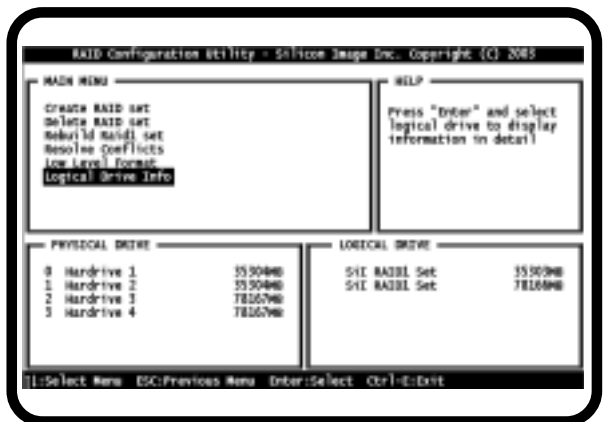 RAID Configuration Utility - Silicon Image Inc. Copyright (C) 2003
MAIN MENU
Create RAID set
Delete RAID set
Rebuild Raid1 set
Resolve Conflicts
Low Level Format
Logical Drive Info
HELP
Press "Enter" and select
logical drive to display
information in detail
PHYSICAL DRIVE
0 Hardrive 1 35304MB
1 Hardrive 2 35304MB
2 Hardrive 3 78167MB
3 Hardrive 4 78167MB
LOGICAL DRIVE
SiI RAID1 Set 35303MB
SiI RAID1 Set 78166MB
:Select Menu ESC:Previous Menu Enter:Select Ctrl-E:Exit